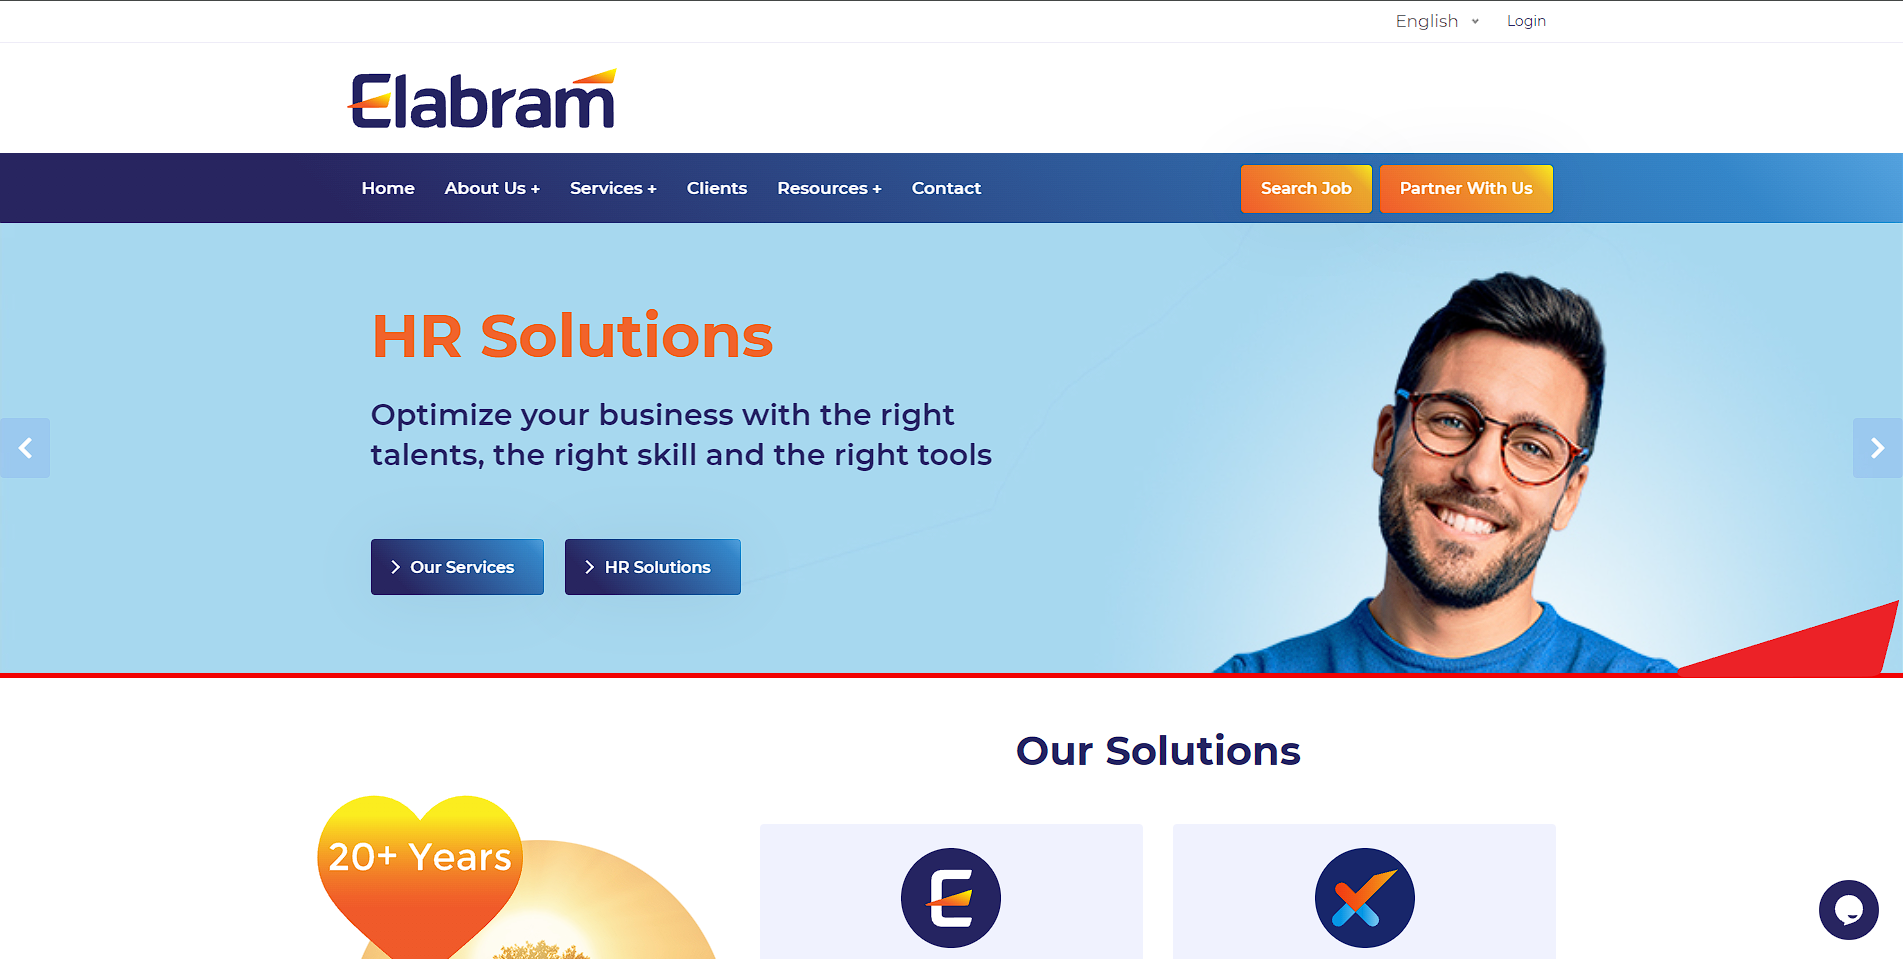 English
Login
Elabram
Home
About Us +
Services +
Clients
Resources +
Contact
Search Job
Partner With Us
HR Solutions
Optimize your business with the right
talents, the right skill and the right tools
Our Services
HR Solutions
Our Solutions
20+ Years